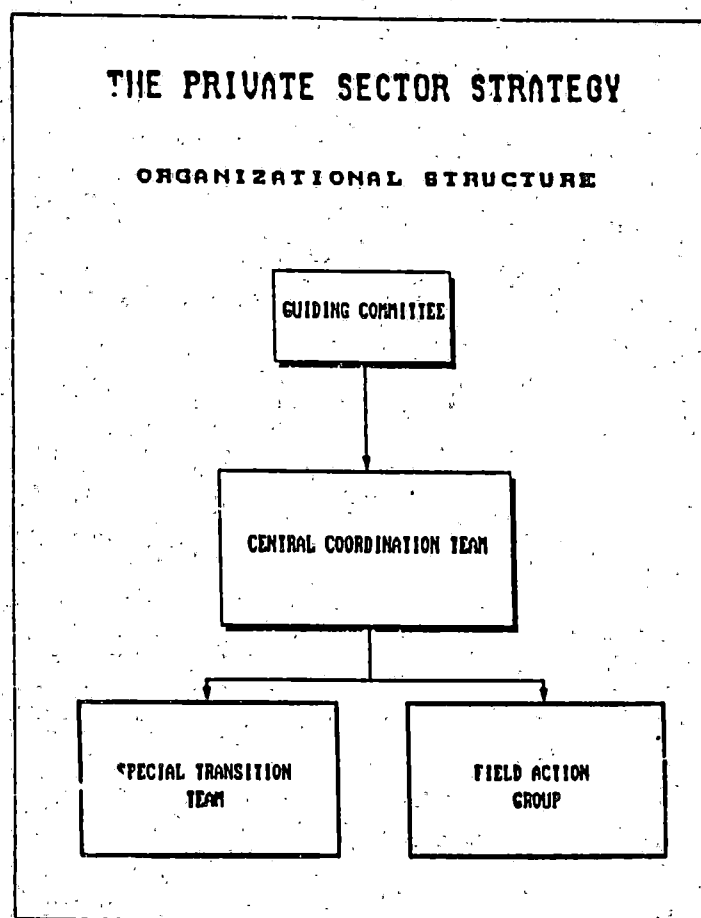 THE PRIVATE SECTOR STRATEGY
ORGANIZATIONAL STRUCTURE
GUIDING COMMITTEE
CENTRAL COORDINATION TEAM
SPECIAL TRANSITION
TEAM
FIELD ACTION
GROUP